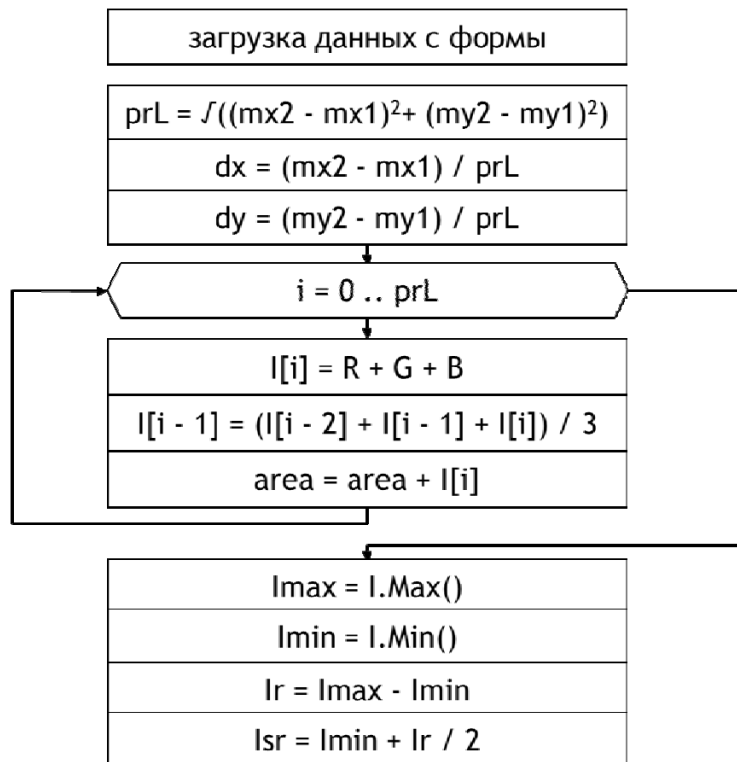 загрузка данных с формы
prL = √((mx2 - mx1)²+ (my2 - my1)²)
dx = (mx2 - mx1) / prL
dy = (my2 - my1) / prL
i = 0 .. prL
I[i] = R + G + B
I[i - 1] = (I[i - 2] + I[i - 1] + I[i]) / 3
area = area + I[i]
Imax = I.Max()
Imin = I.Min()
Ir = Imax - Imin
Isr = Imin + Ir / 2